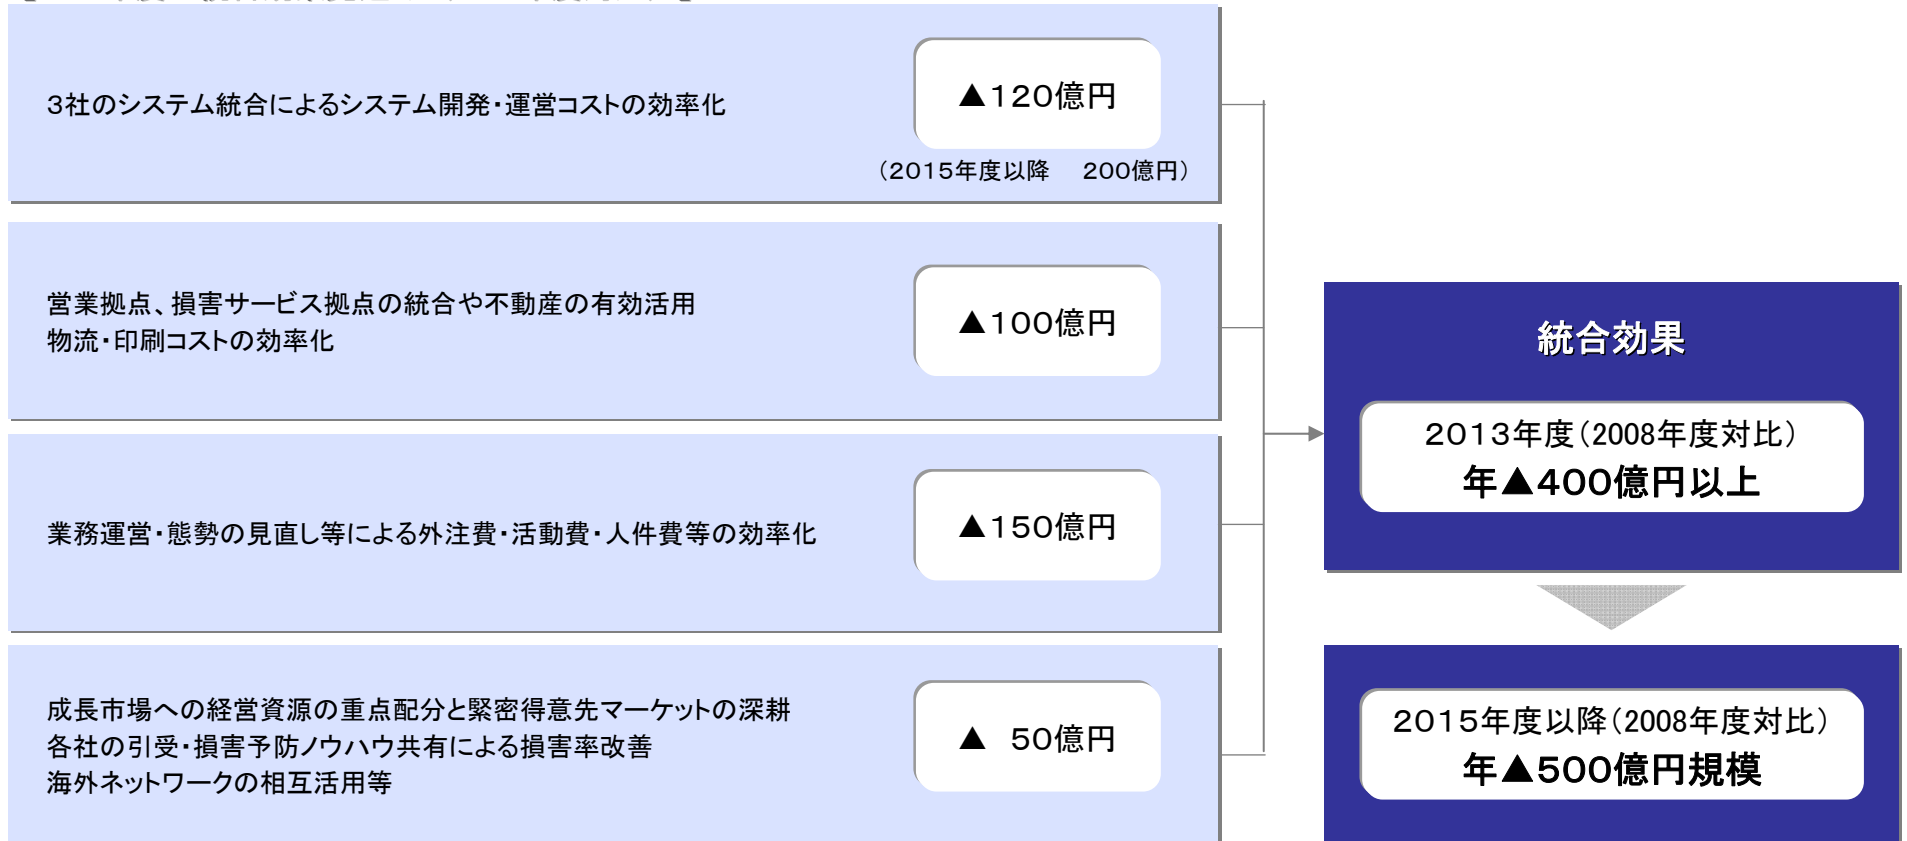 3社のシステム統合によるシステム開発・運営コストの効率化
▲120億円
(2015年度以降 200億円)
営業拠点、損害サービス拠点の統合や不動産の有効活用
物流・印刷コストの効率化
▲100億円
業務運営・態勢の見直し等による外注費・活動費・人件費等の効率化
▲150億円
成長市場への経営資源の重点配分と緊密得意先マーケットの深耕
各社の引受・損害予防ノウハウ共有による損害率改善
海外ネットワークの相互活用等
▲ 50億円
統合効果
2013年度(2008年度対比)
年▲400億円以上
2015年度以降(2008年度対比)
年▲500億円規模